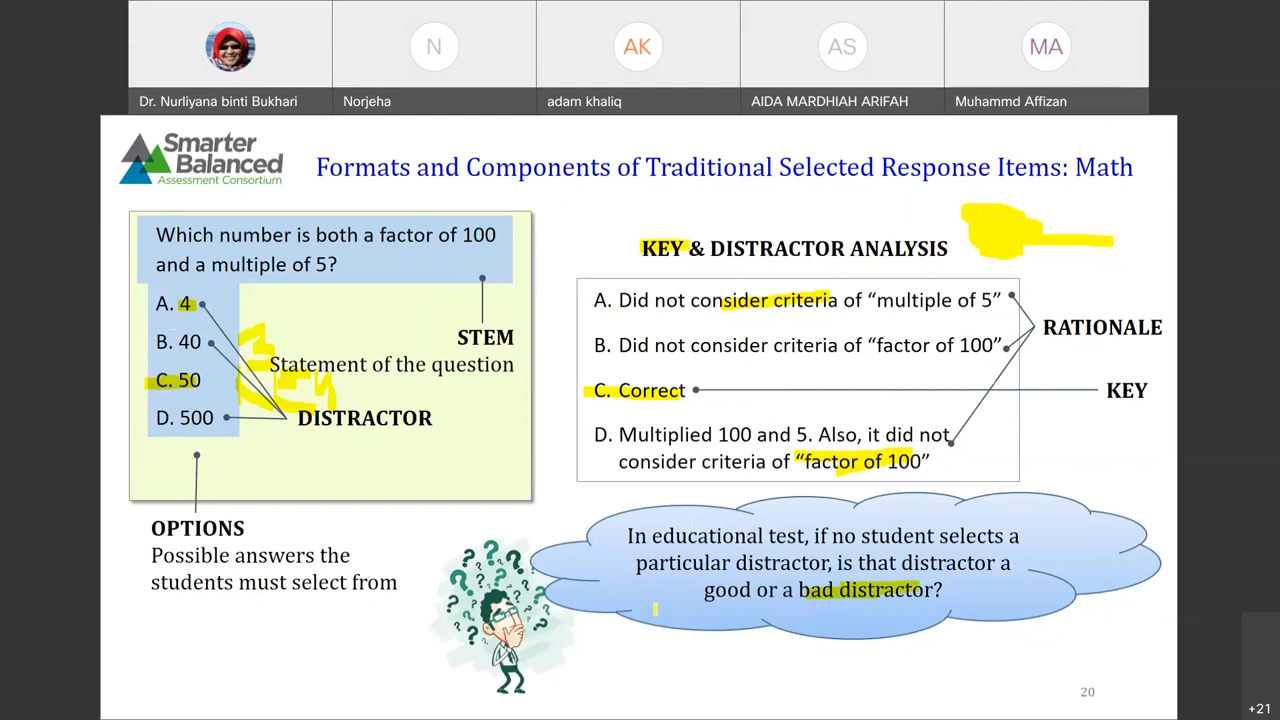 N
AK
AS
MA
Dr. Nurliyana binti Bukhari
Norjeha
adam khaliq
AIDA MARDHIAH ARIFAH
Muhammd Affizan
Smarter
Balanced
Assessment Consortium
Formats and Components of Traditional Selected Response Items: Math
Which number is both a factor of 100
and a multiple of 5?
A. 4
B. 40
C. 50
D. 500
STEM
Statement of the question
DISTRACTOR
OPTIONS
Possible answers the
students must select from
KEY & DISTRACTOR ANALYSIS
A. Did not consider criteria of “multiple of 5”
B. Did not consider criteria of “factor of 100”
C. Correct
D. Multiplied 100 and 5. Also, it did not
consider criteria of “factor of 100”
RATIONALE
KEY
In educational test, if no student selects a
particular distractor, is that distractor a
good or a bad distractor?
20
+21